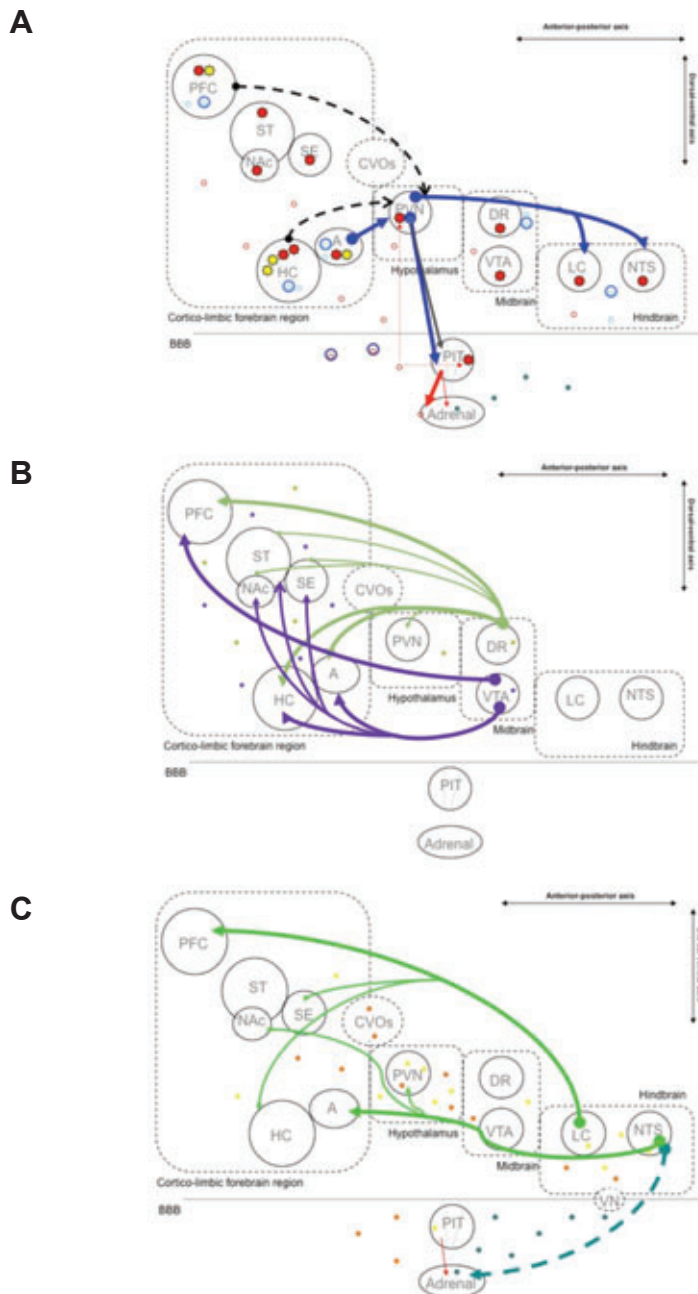 A
Anterior-posterior axis
Dorsal-ventral axis
PFC
ST
NAc
SE
CVOs
PVN
DR
A
HC
VTA
LC
NTS
Hypothalamus
Midbrain
Hindbrain
Cortico-limbic forebrain region
BBB
PIT
Adrenal
B
Anterior-posterior axis
Dorsal-ventral axis
PFC
ST
NAc
SE
CVOs
PVN
DR
A
HC
VTA
LC
NTS
Hypothalamus
Midbrain
Hindbrain
Cortico-limbic forebrain region
BBB
PIT
Adrenal
C
Anterior-posterior axis
PFC
ST
NAc
SE
CVOs
PVN
DR
Hindbrain
A
HC
VTA
LC
NTS
Hypothalamus
Midbrain
Cortico-limbic forebrain region
VN
BBB
PIT
Adrenal